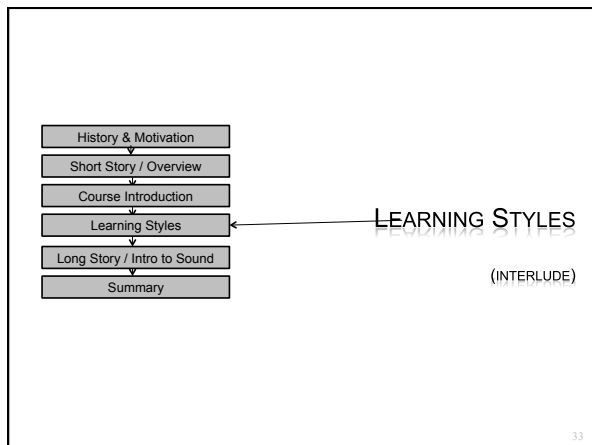 History & Motivation
Short Story / Overview
Course Introduction
Learning Styles
Long Story / Intro to Sound
Summary
LEARNING STYLES
(INTERLUDE)
33